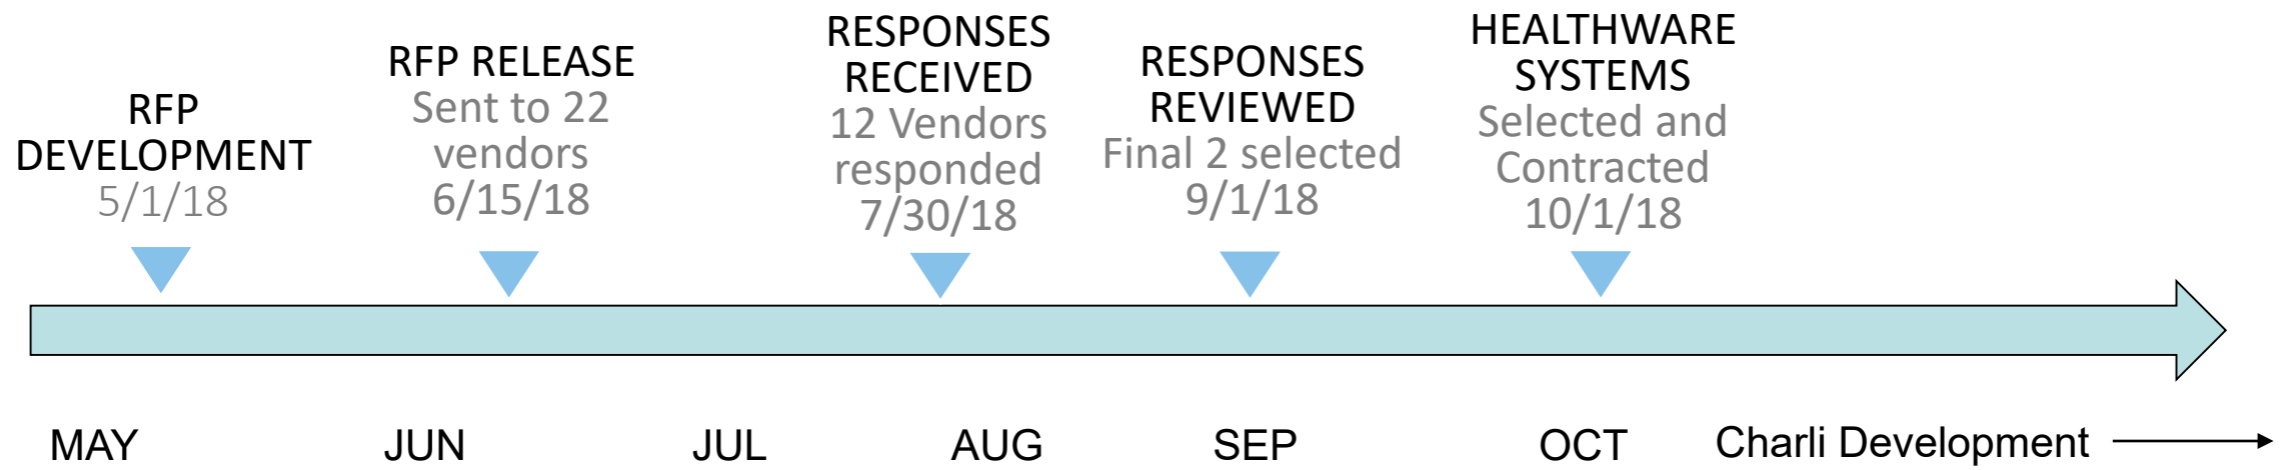 RFP
DEVELOPMENT
5/1/18
RFP RELEASE
Sent to 22
vendors
6/15/18
RESPONSES
RECEIVED
12 Vendors
responded
7/30/18
RESPONSES
REVIEWED
Final 2 selected
9/1/18
HEALTHWARE
SYSTEMS
Selected and
Contracted
10/1/18
MAY
JUN
JUL
AUG
SEP
OCT
Charli Development